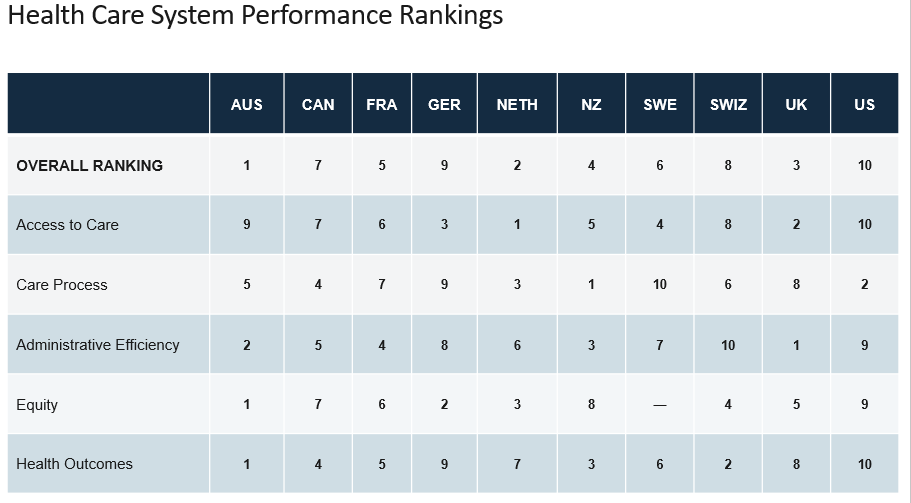 Health Care System Performance Rankings
AUS CAN FRA GER NETH NZ SWE SWIZ UK US
OVERALL RANKING 1 7 5 9 2 4 6 8 3 10
Access to Care 9 7 6 3 1 5 4 8 2 10
Care Process 5 4 7 9 3 1 10 6 8 2
Administrative Efficiency 2 5 4 8 6 3 7 10 1 9
Equity 1 7 6 2 3 8 — 4 5 9
Health Outcomes 1 4 5 9 7 3 6 2 8 10